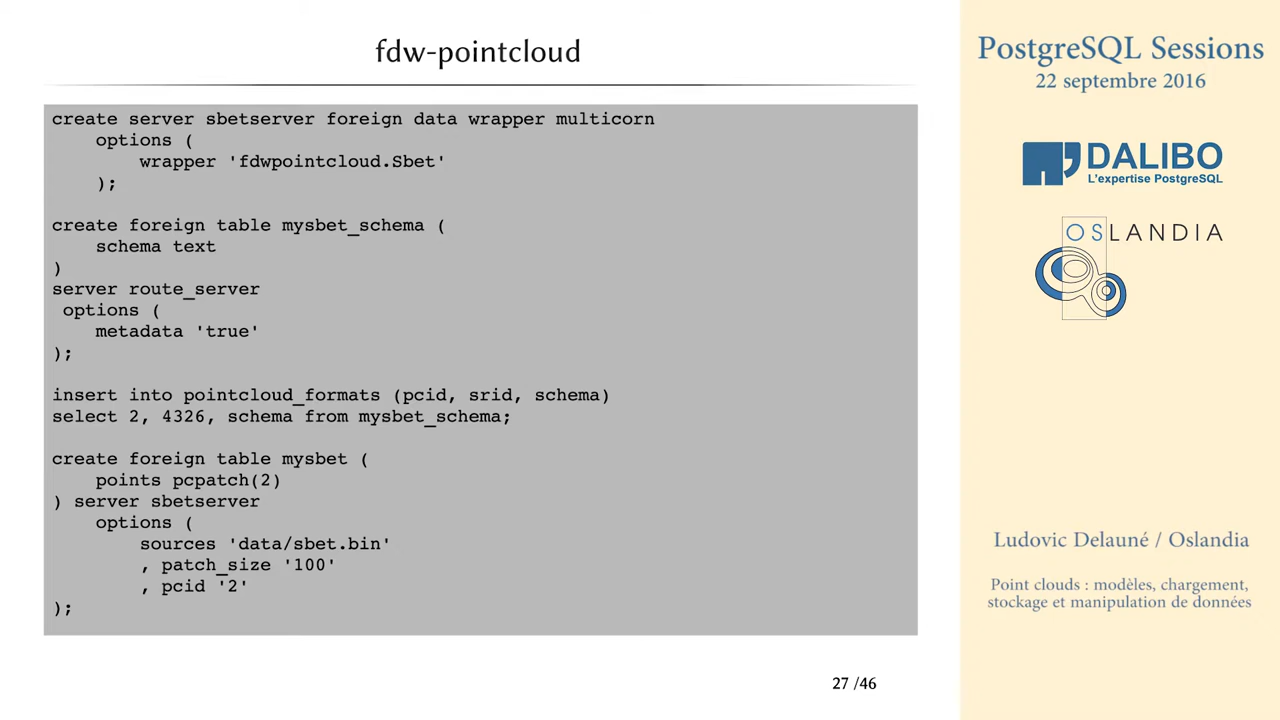 fdw-pointcloud
create server sbetserver foreign data wrapper multicorn
    options (
        wrapper 'fdwpointcloud.Sbet'
    );
create foreign table mysbet_schema (
    schema text
)
server route_server
 options (
    metadata 'true'
);
insert into pointcloud_formats (pcid, srid, schema)
select 2, 4326, schema from mysbet_schema;
create foreign table mysbet (
    points pcpatch(2)
) server sbetserver
    options (
        sources 'data/sbet.bin'
        , patch_size '100'
        , pcid '2'
);
27 /46
PostgreSQL Sessions
22 septembre 2016
DALIBO
L'expertise PostgreSQL
OSLANDIA
Ludovic Delauné / Oslandia
Point clouds : modèles, chargement,
stockage et manipulation de données